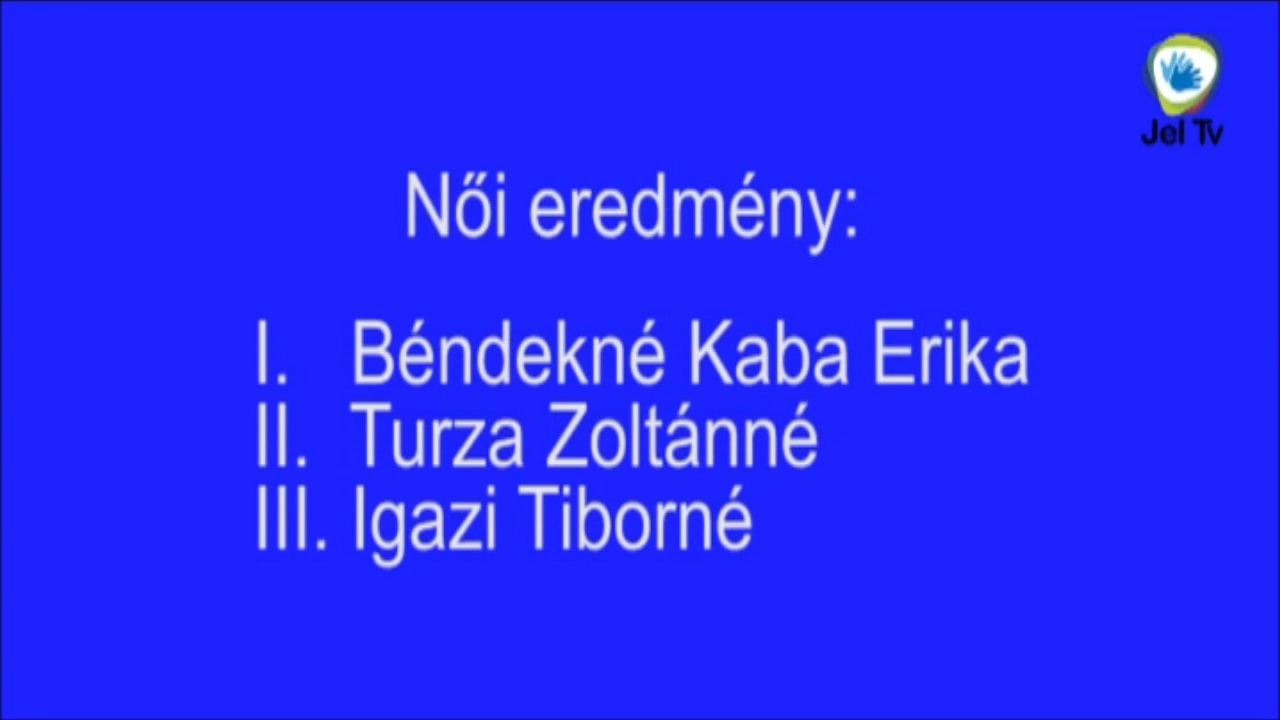 Jel Tv
Női eredmény:
I. Béndekné Kaba Erika
II. Turza Zoltánné
III. Igazi Tiborné